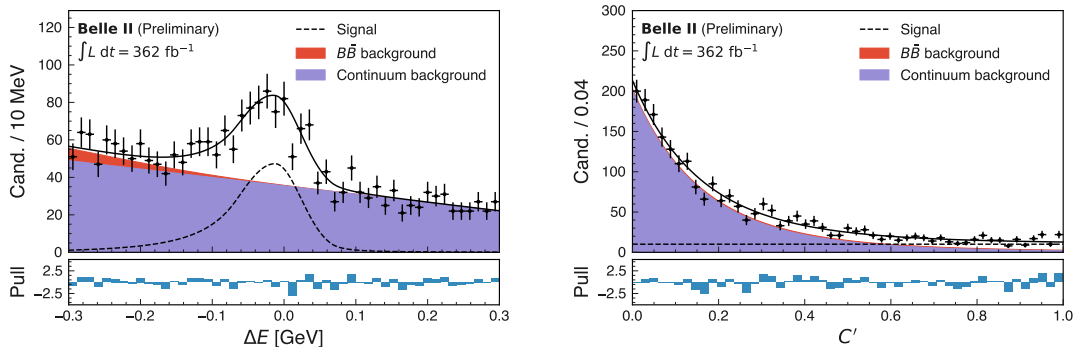 Belle II (Preliminary)
∫L dt = 362 fb⁻¹
Signal
BB̄ background
Continuum background
Cand. / 10 MeV
120
100
80
60
40
20
0
Pull
2.5
−2.5
−0.3 −0.2 −0.1 0.0 0.1 0.2 0.3
ΔE [GeV]
Belle II (Preliminary)
∫L dt = 362 fb⁻¹
Signal
BB̄ background
Continuum background
Cand. / 0.04
300
250
200
150
100
50
0
Pull
2.5
−2.5
0.0 0.2 0.4 0.6 0.8 1.0
C′